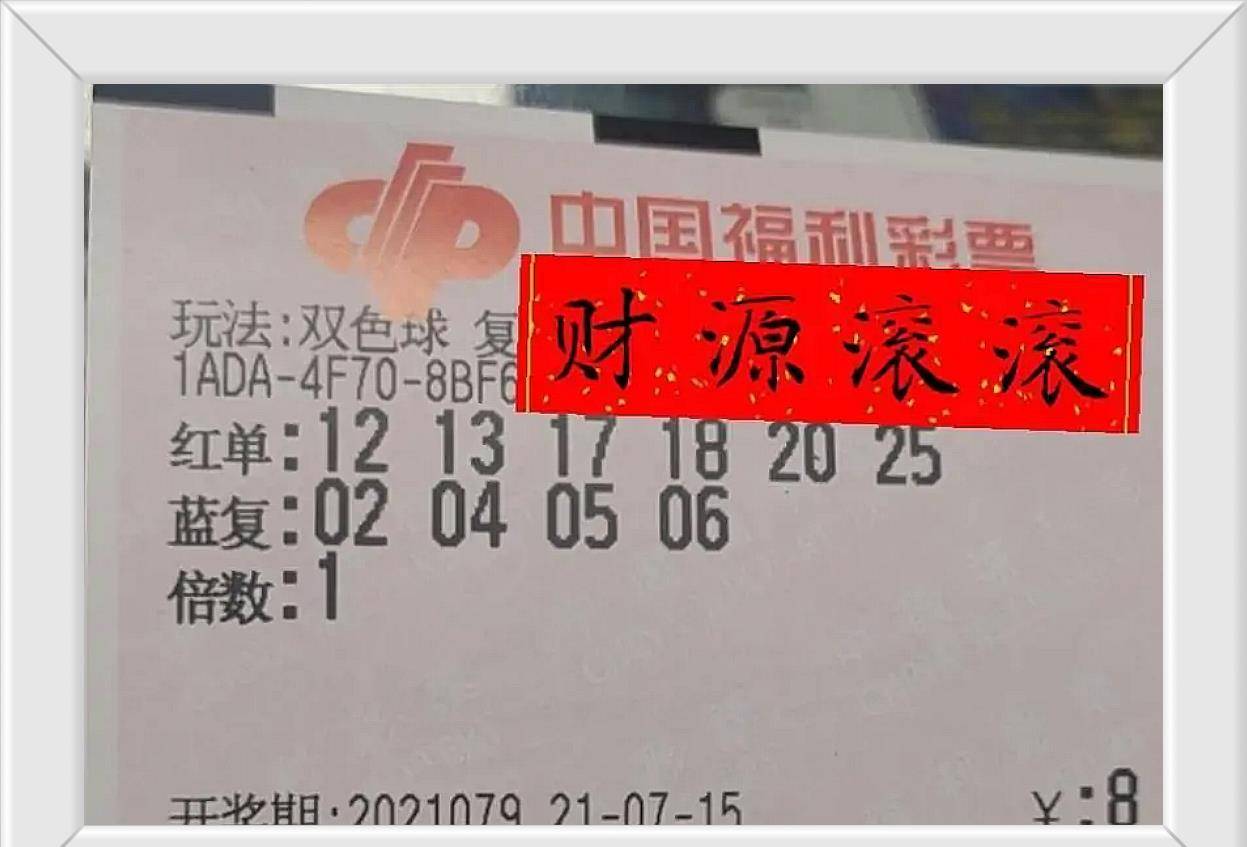 中国福利彩票
财源滚滚
玩法:双色球 复
1ADA-4F70-8BF6
红单:12 13 17 18 20 25
蓝复:02 04 05 06
倍数:1
开奖期:2021079 21-07-15 ¥:8